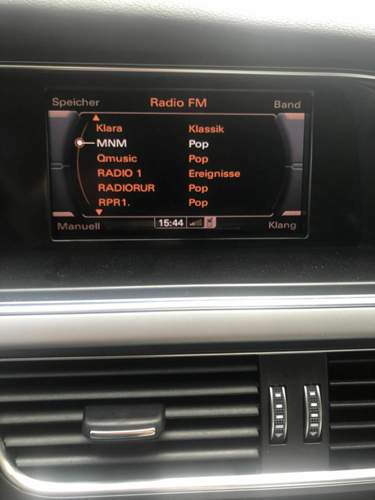 Speicher Radio FM Band
Klara Klassik
MNM Pop
Qmusic Pop
RADIO 1 Ereignisse
RADIORUR Pop
RPR1. Pop
Manuell 15:44 Klang